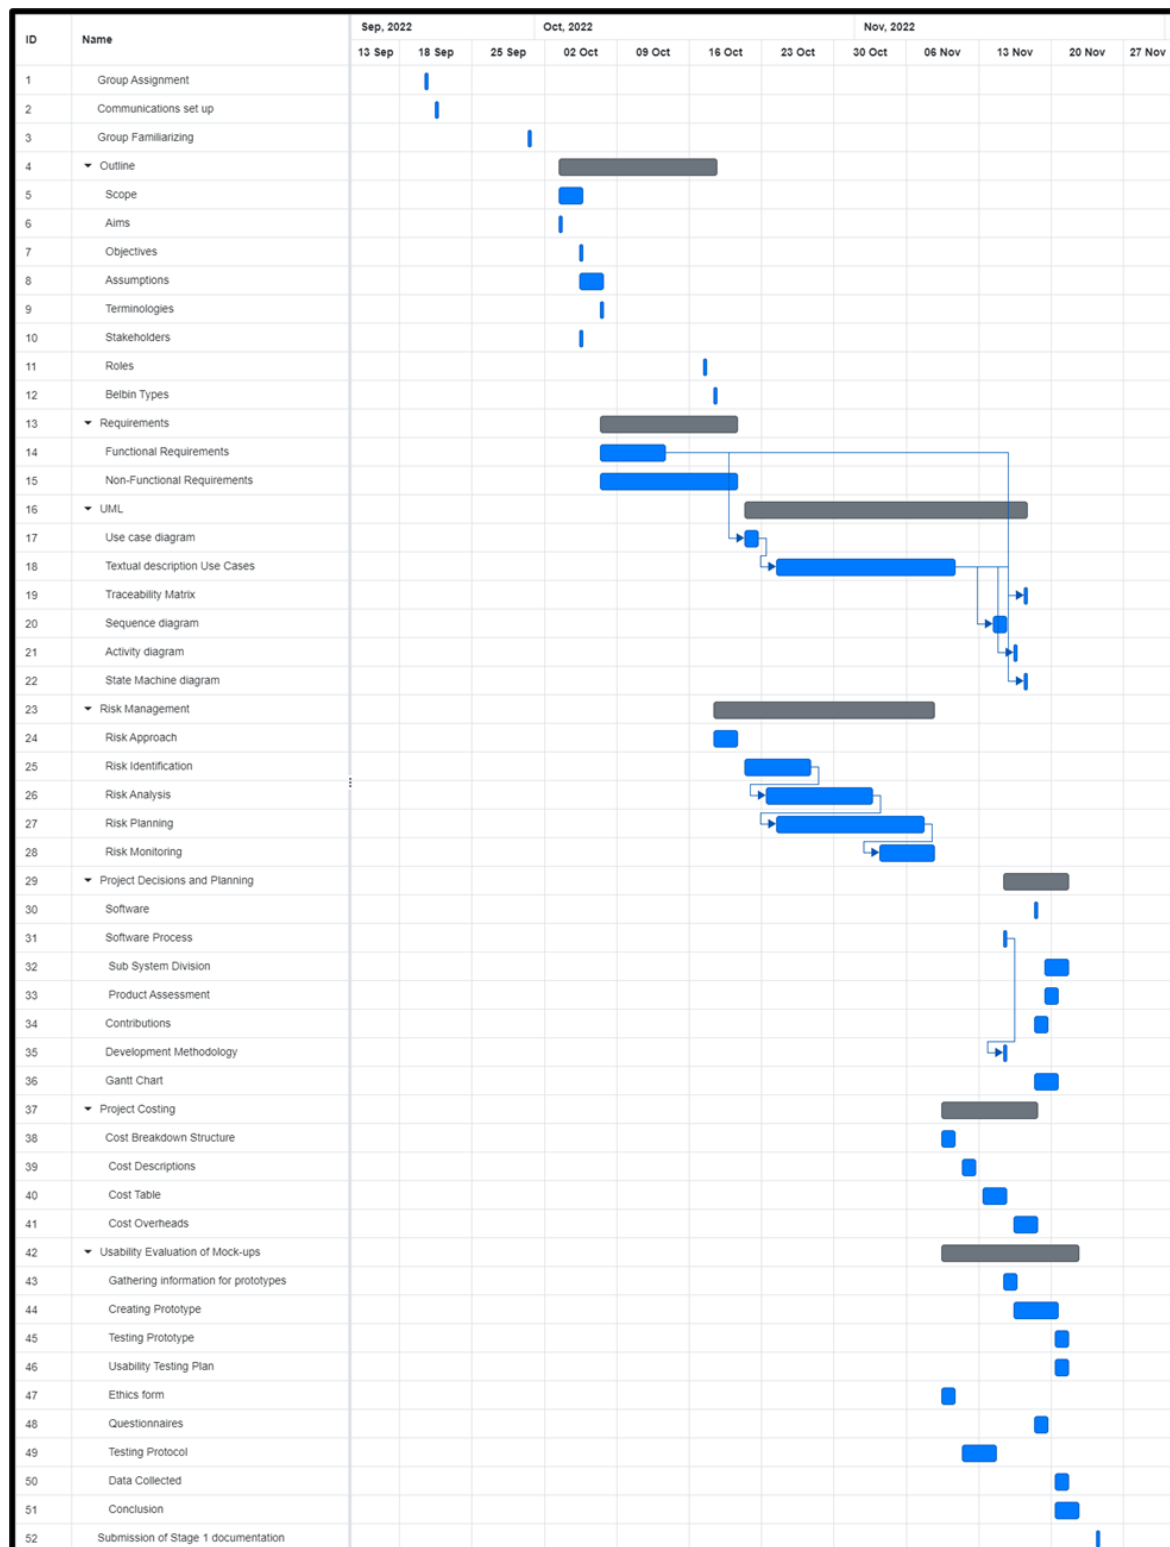 ID Name Sep, 2022 Oct, 2022 Nov, 2022
13 Sep 18 Sep 25 Sep 02 Oct 09 Oct 16 Oct 23 Oct 30 Oct 06 Nov 13 Nov 20 Nov 27 Nov
1 Group Assignment
2 Communications set up
3 Group Familiarizing
4 Outline
5 Scope
6 Aims
7 Objectives
8 Assumptions
9 Terminologies
10 Stakeholders
11 Roles
12 Belbin Types
13 Requirements
14 Functional Requirements
15 Non-Functional Requirements
16 UML
17 Use case diagram
18 Textual description Use Cases
19 Traceability Matrix
20 Sequence diagram
21 Activity diagram
22 State Machine diagram
23 Risk Management
24 Risk Approach
25 Risk Identification
26 Risk Analysis
27 Risk Planning
28 Risk Monitoring
29 Project Decisions and Planning
30 Software
31 Software Process
32 Sub System Division
33 Product Assessment
34 Contributions
35 Development Methodology
36 Gantt Chart
37 Project Costing
38 Cost Breakdown Structure
39 Cost Descriptions
40 Cost Table
41 Cost Overheads
42 Usability Evaluation of Mock-ups
43 Gathering information for prototypes
44 Creating Prototype
45 Testing Prototype
46 Usability Testing Plan
47 Ethics form
48 Questionnaires
49 Testing Protocol
50 Data Collected
51 Conclusion
52 Submission of Stage 1 documentation